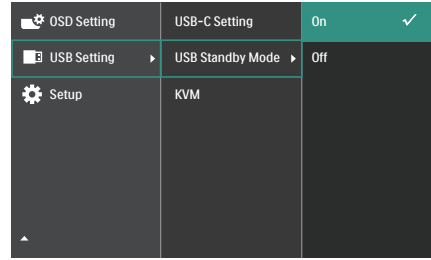 OSD Setting
USB Setting
Setup
USB-C Setting
USB Standby Mode
KVM
On
Off